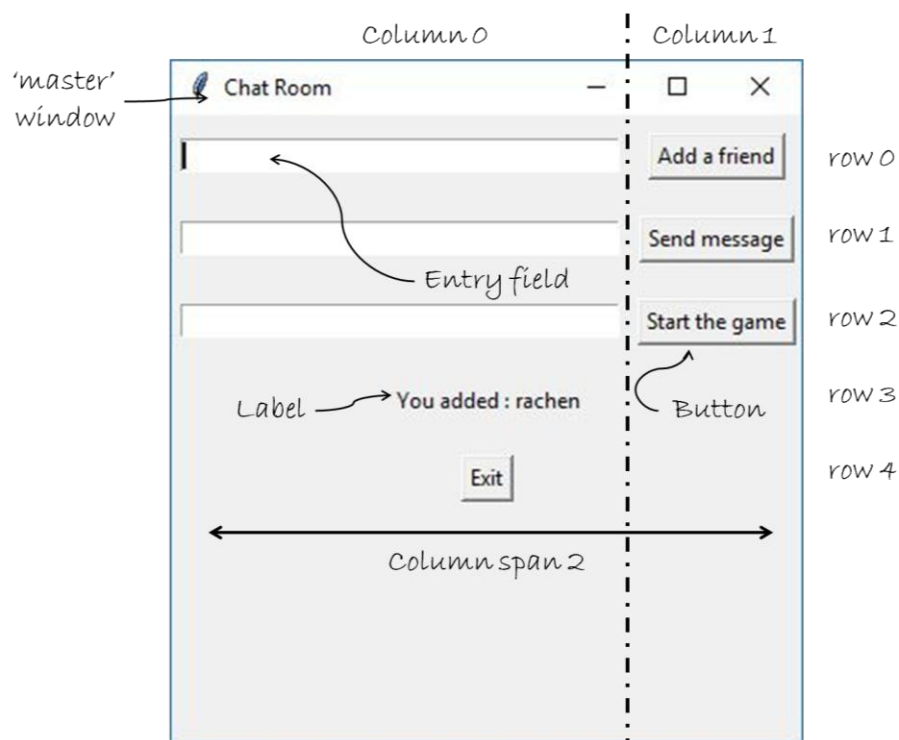 Column 0
Column 1
'master'
window
Chat Room
Add a friend
row 0
Send message
row 1
Entry field
Start the game
row 2
Label
You added : rachen
Button
row 3
Exit
row 4
Column span 2